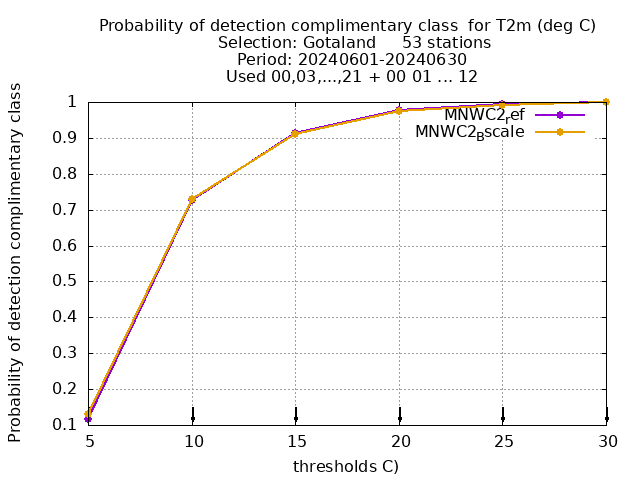 Probability of detection complimentary class  for T2m (deg C)
Selection: Gotaland     53 stations
Period: 20240601-20240630
Used 00,03,...,21 + 00 01 ... 12
Probability of detection complimentary class
1
0.9
0.8
0.7
0.6
0.5
0.4
0.3
0.2
0.1
MNWC2ref
MNWC2Bscale
5 10 15 20 25 30
thresholds C)